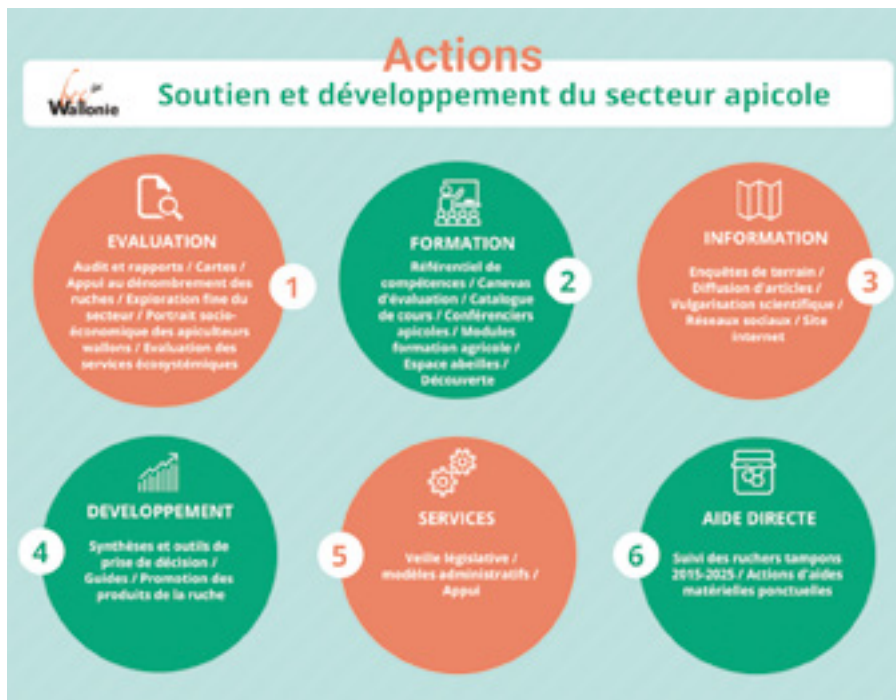 Actions
Wallonie
Soutien et développement du secteur apicole
EVALUATION
Audit et rapports / Cartes /
Appui au dénombrement des
ruches / Exploration fine du
secteur / Portrait socio-
économique des apiculteurs
wallons / Evaluation des
services écosystémiques
1
FORMATION
Référentiel de
compétences / Canevas
d'évaluation / Catalogue
de cours / Conférenciers
apicoles / Modules
formation agricole /
Espace abeilles /
Découverte
2
INFORMATION
Enquêtes de terrain /
Diffusion d'articles /
Vulgarisation scientifique /
Réseaux sociaux / Site
internet
3
DEVELOPPEMENT
Synthèses et outils de
prise de décision /
Guides / Promotion des
produits de la ruche
4
SERVICES
Veille législative /
modèles administratifs /
Appui
5
AIDE DIRECTE
Suivi des ruchers tampons
2015-2025 / Actions d'aides
matérielles ponctuelles
6